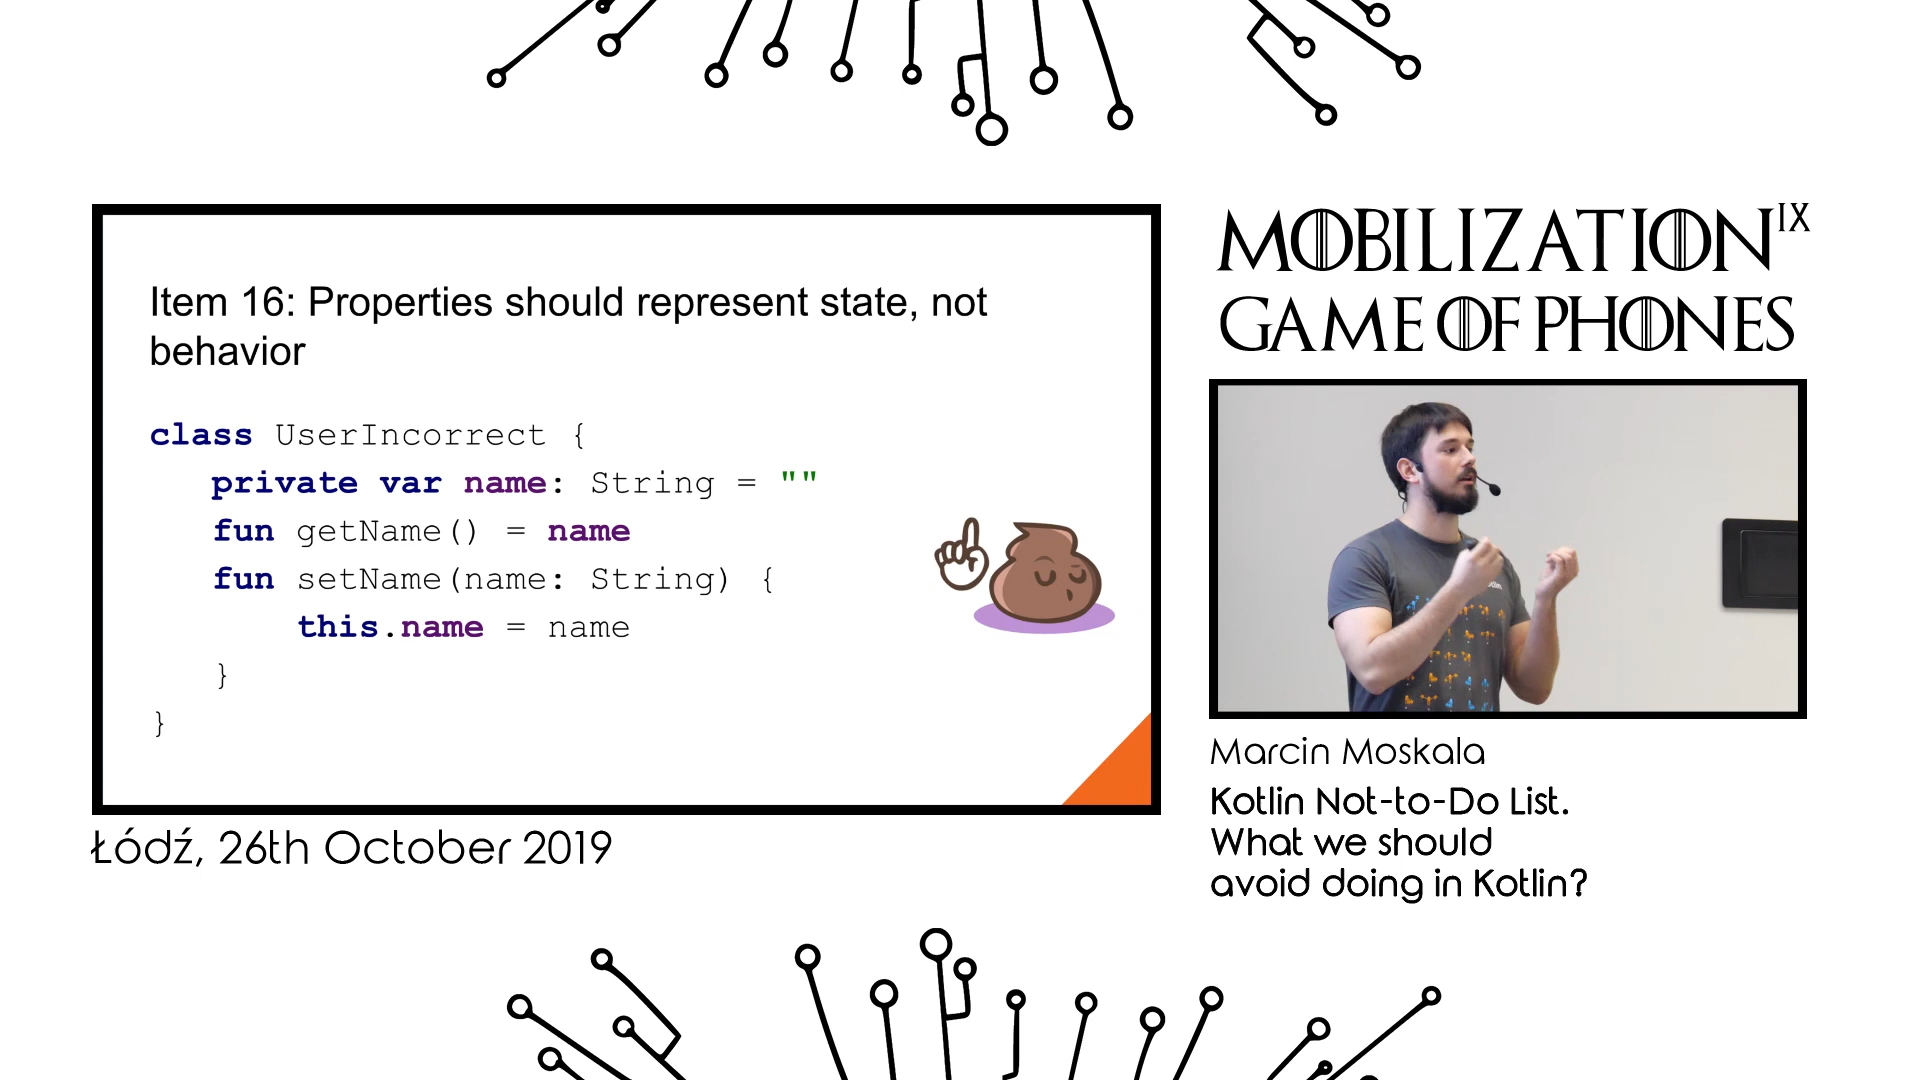 MOBILIZATION IX
GAME OF PHONES
Item 16: Properties should represent state, not
behavior
class UserIncorrect {
private var name: String = ""
fun getName() = name
fun setName(name: String) {
this.name = name
}
}
Marcin Moskala
Kotlin Not-to-Do List.
What we should
avoid doing in Kotlin?
Łódź, 26th October 2019